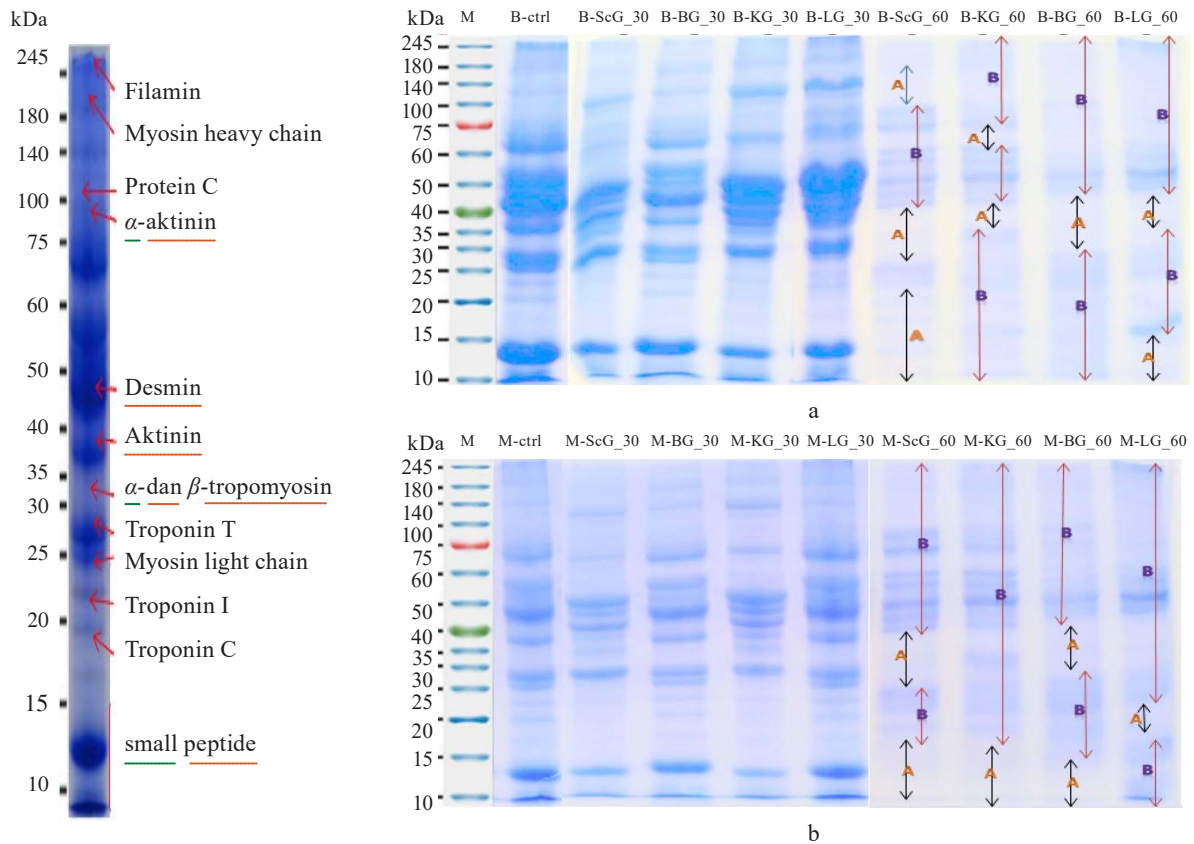 kDa
245
180
140
100
75
60
50
40
35
30
25
20
15
10
Filamin
Myosin heavy chain
Protein C
α-aktinin
Desmin
Aktinin
α-dan β-tropomyosin
Troponin T
Myosin light chain
Troponin I
Troponin C
small peptide
kDa M B-ctrl B-ScG_30 B-BG_30 B-KG_30 B-LG_30 B-ScG_60 B-KG_60 B-BG_60 B-LG_60
245
180
140
100
75
60
50
40
35
30
25
20
15
10
A B A A
B A B A B
B A B
B A B
B A
a
kDa M M-ctrl M-ScG_30 M-BG_30 M-KG_30 M-LG_30 M-ScG_60 M-KG_60 M-BG_60 M-LG_60
245
180
140
100
75
60
50
40
35
30
25
20
15
10
B A B A
B A
B A B A
B A B
b